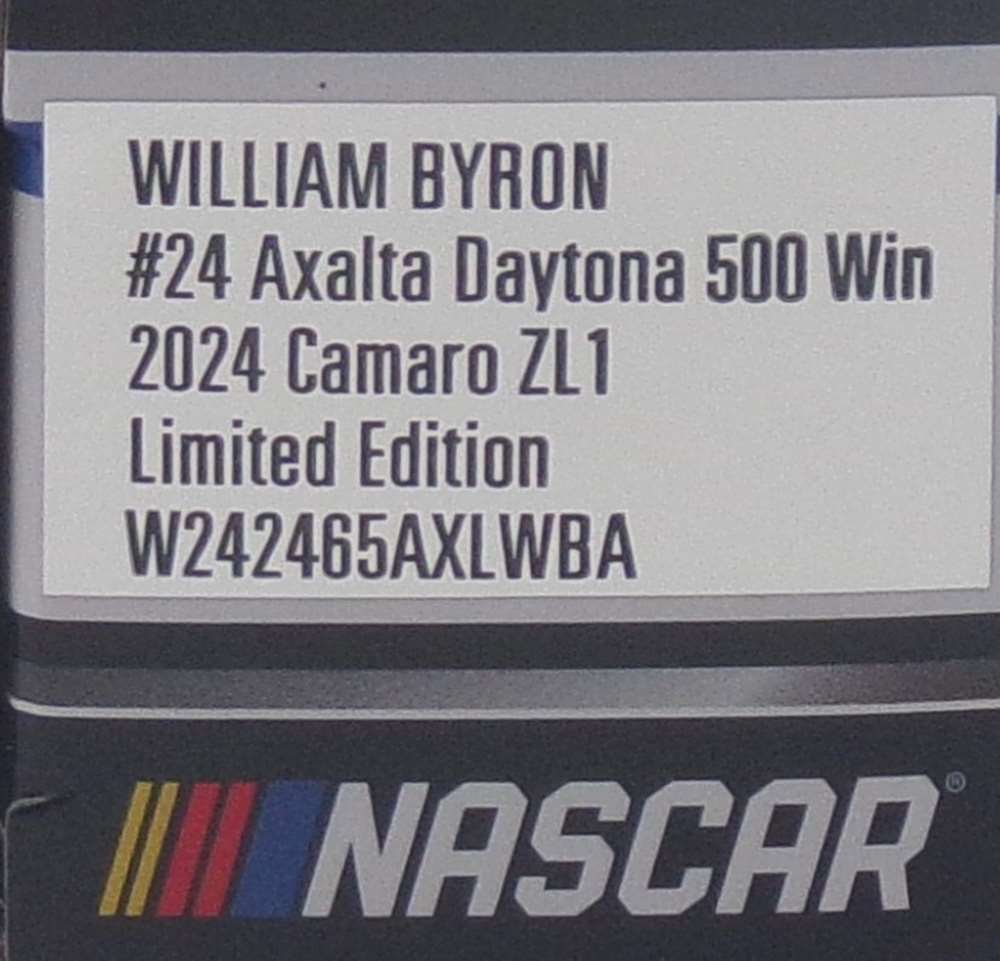 WILLIAM BYRON
#24 Axalta Daytona 500 Win
2024 Camaro ZL1
Limited Edition
W242465AXLWBA
NASCAR®